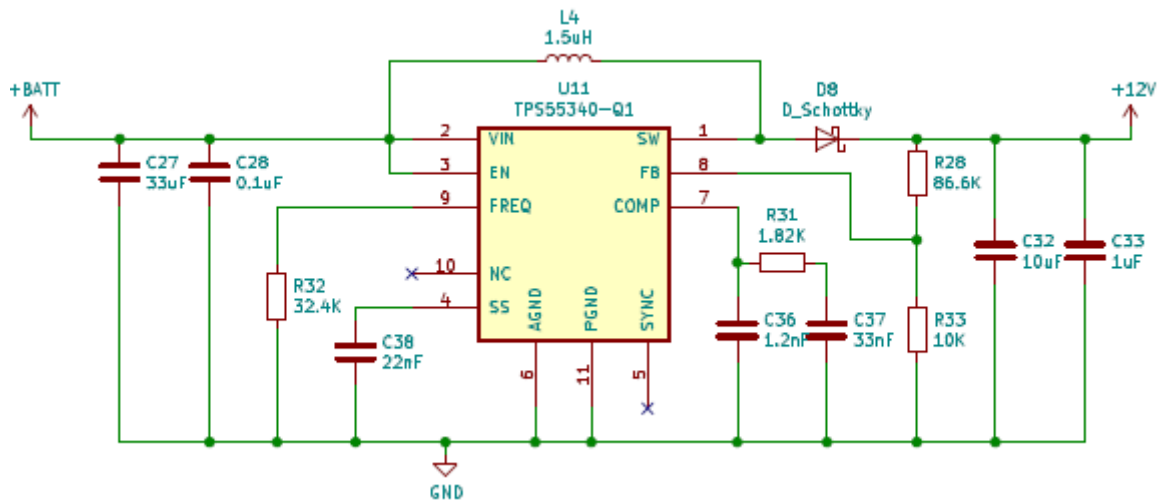 L4
1.5uH
+BATT
U11
TPS55340-Q1
D8
D_Schottky
+12V
2 VIN
SW 1
3 EN
FB 8
9 FREQ
COMP 7
10 NC
4 SS
AGND
PGND
SYNC
6
11
5
C27
33uF
C28
0.1uF
R28
86.6K
R31
1.82K
C32
10uF
C33
1uF
R32
32.4K
C38
22nF
C36
1.2nF
C37
33nF
R33
10K
GND